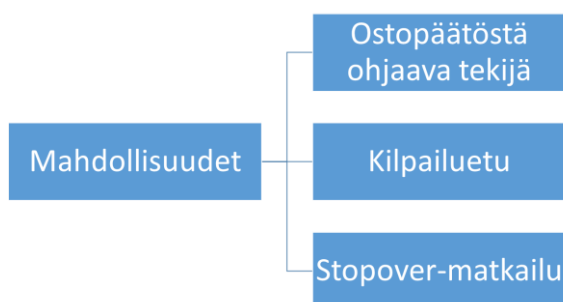 Mahdollisuudet
Ostopäätöstä
ohjaava tekijä
Kilpailuetu
Stopover-matkailu